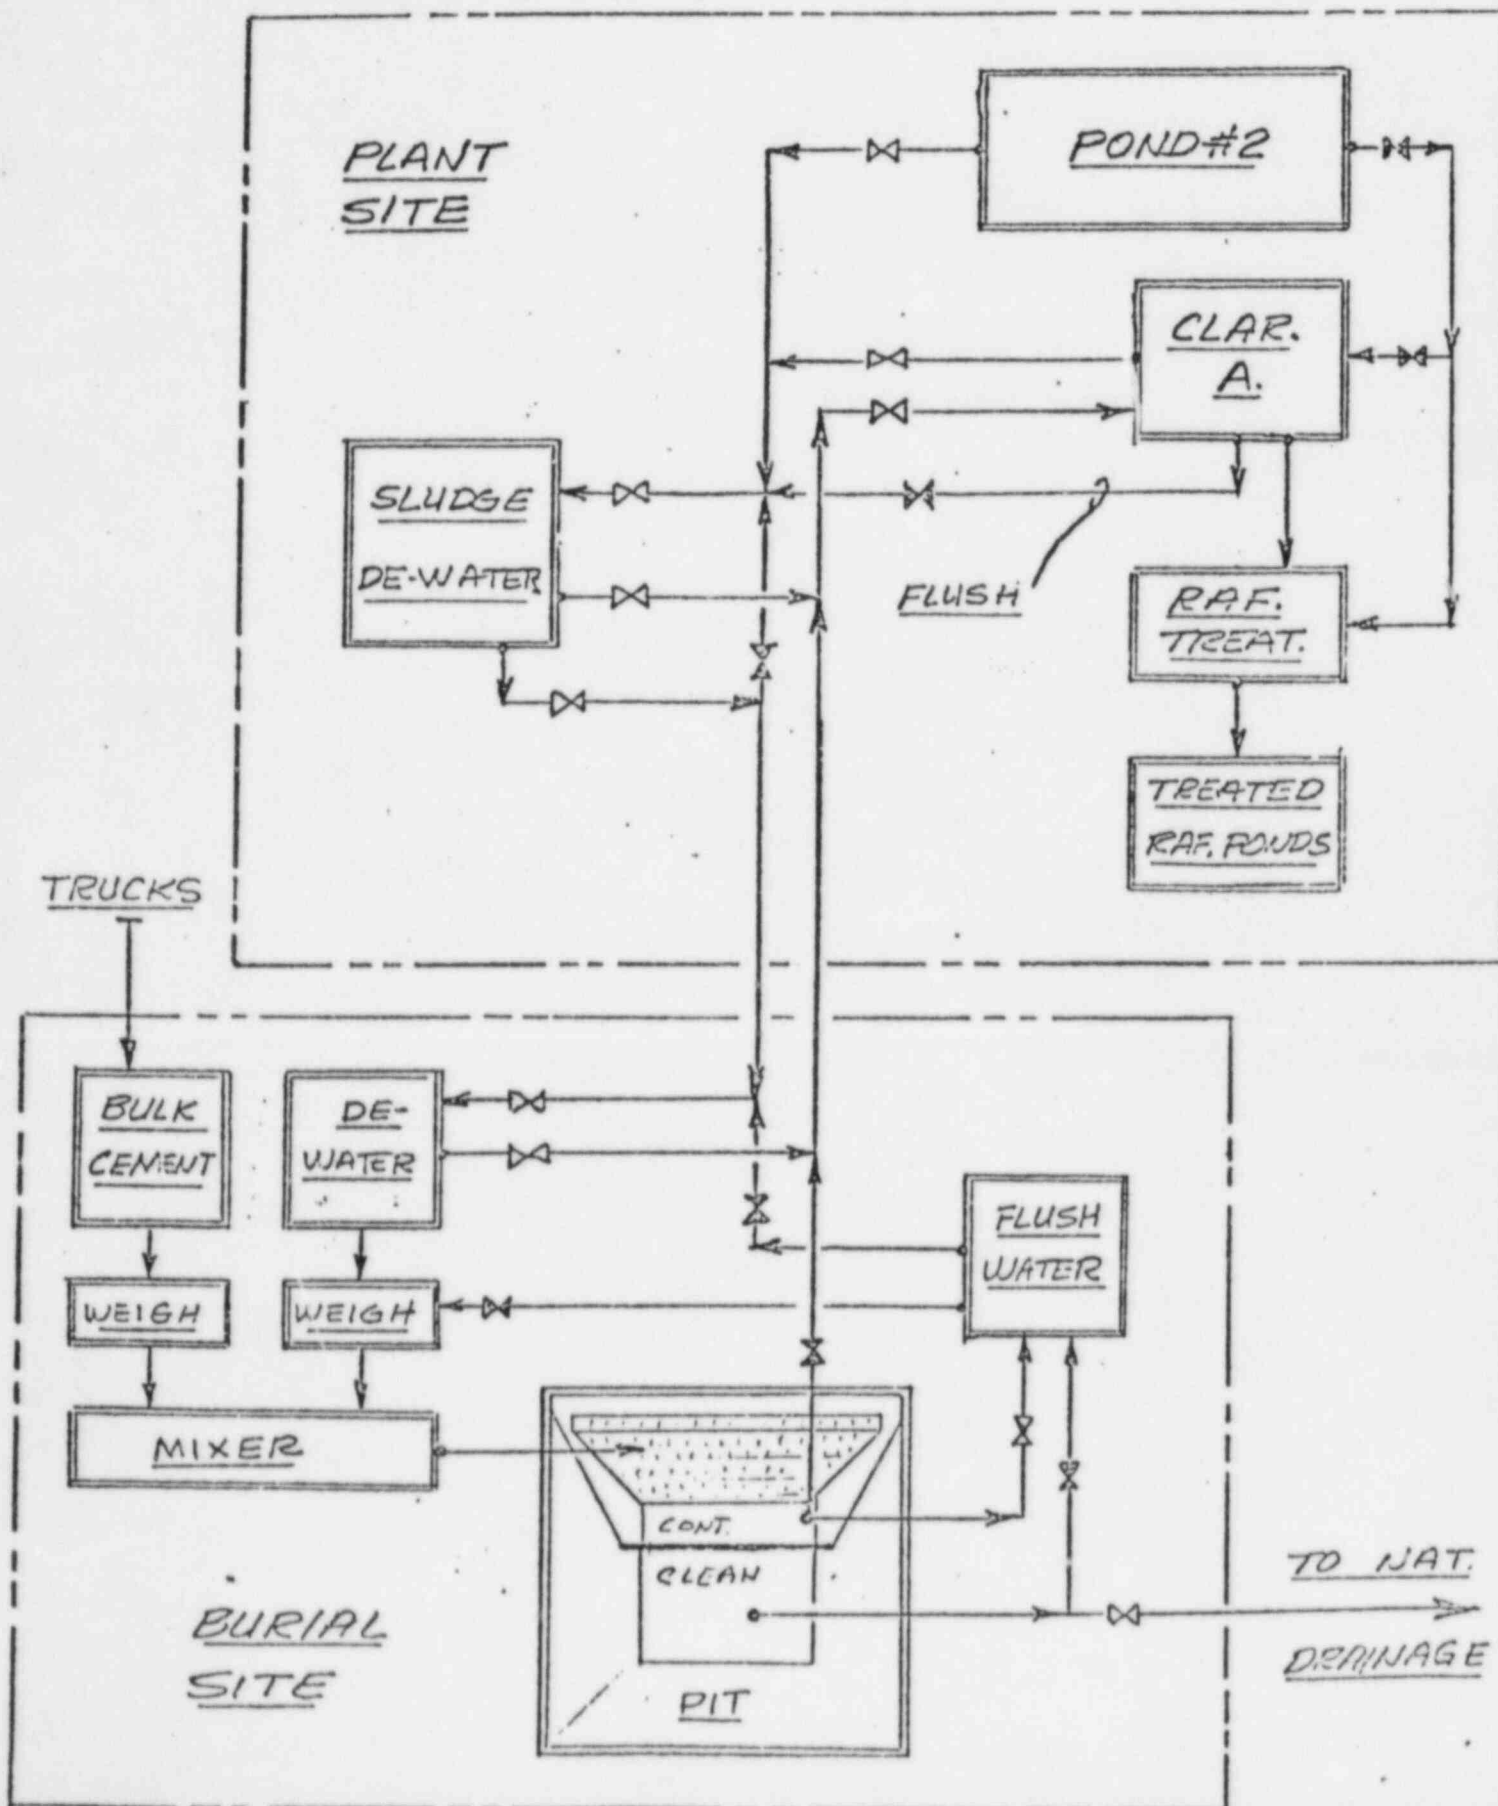 PLANT
SITE
POND #2
CLAR.
A.
SLUDGE
DE-WATER
FLUSH
RAF.
TREAT.
TREATED
RAF. PONDS
TRUCKS
BULK
CEMENT
DE-
WATER
FLUSH
WATER
WEIGH
WEIGH
MIXER
CONT.
CLEAN
PIT
BURIAL
SITE
TO NAT.
DRAINAGE